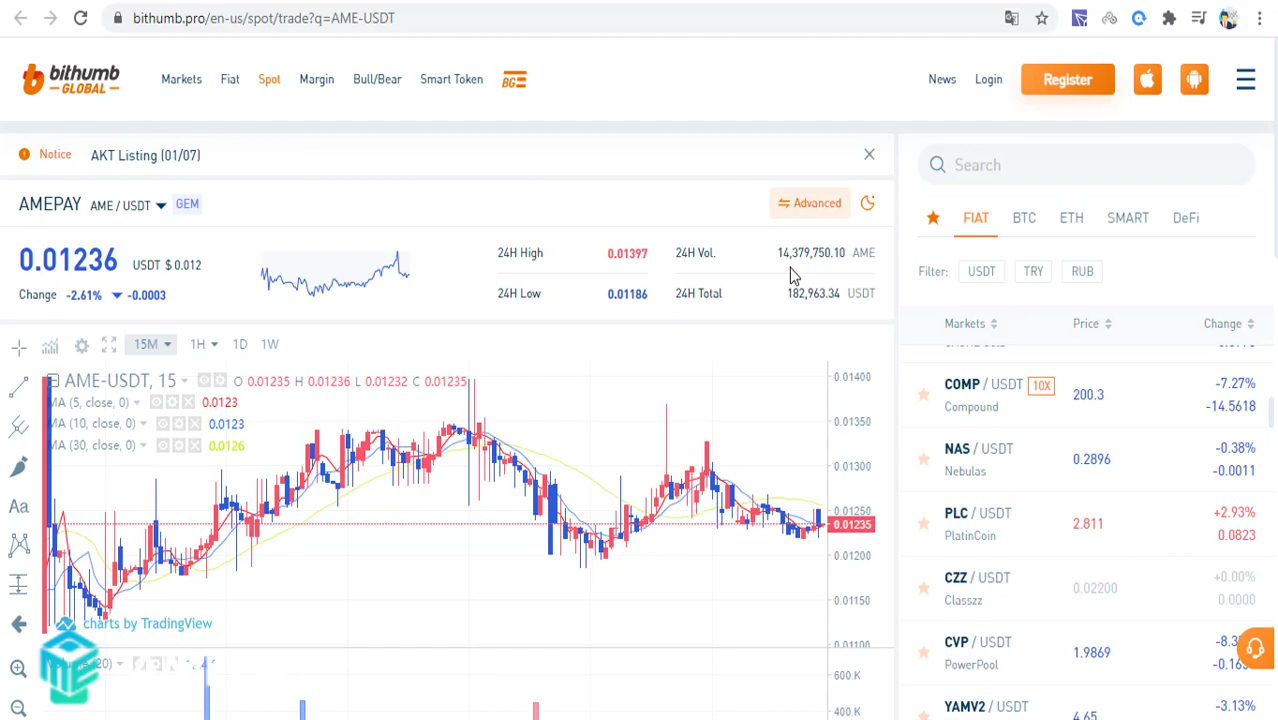 bithumb.pro/en-us/spot/trade?q=AME-USDT
bithumb
GLOBAL
Markets Fiat Spot Margin Bull/Bear Smart Token BG
News Login Register
Notice AKT Listing (01/07)
AMEPAY AME / USDT GEM
Advanced
0.01236 USDT $ 0.012
Change -2.61% -0.0003
24H High 0.01397 24H Vol. 14,379,750.10 AME
24H Low 0.01186 24H Total 182,963.34 USDT
15M 1H 1D 1W
AME-USDT, 15 O 0.01235 H 0.01236 L 0.01232 C 0.01235
MA (5, close, 0) 0.0123
MA (10, close, 0) 0.0123
MA (30, close, 0) 0.0126
Aa
0.01400
0.01350
0.01300
0.01250
0.01235
0.01200
0.01150
0.01100
600.K
400.K
charts by TradingView
Search
FIAT BTC ETH SMART DeFi
Filter: USDT TRY RUB
Markets Price Change
COMP / USDT 10X 200.3 -7.27%
Compound -14.5618
NAS / USDT 0.2896 -0.38%
Nebulas -0.0011
PLC / USDT 2.811 +2.93%
PlatinCoin 0.0823
CZZ / USDT 0.02200 +0.00%
Classzz 0.0000
CVP / USDT 1.9869
PowerPool
YAMV2 / USDT 4.65 -3.13%